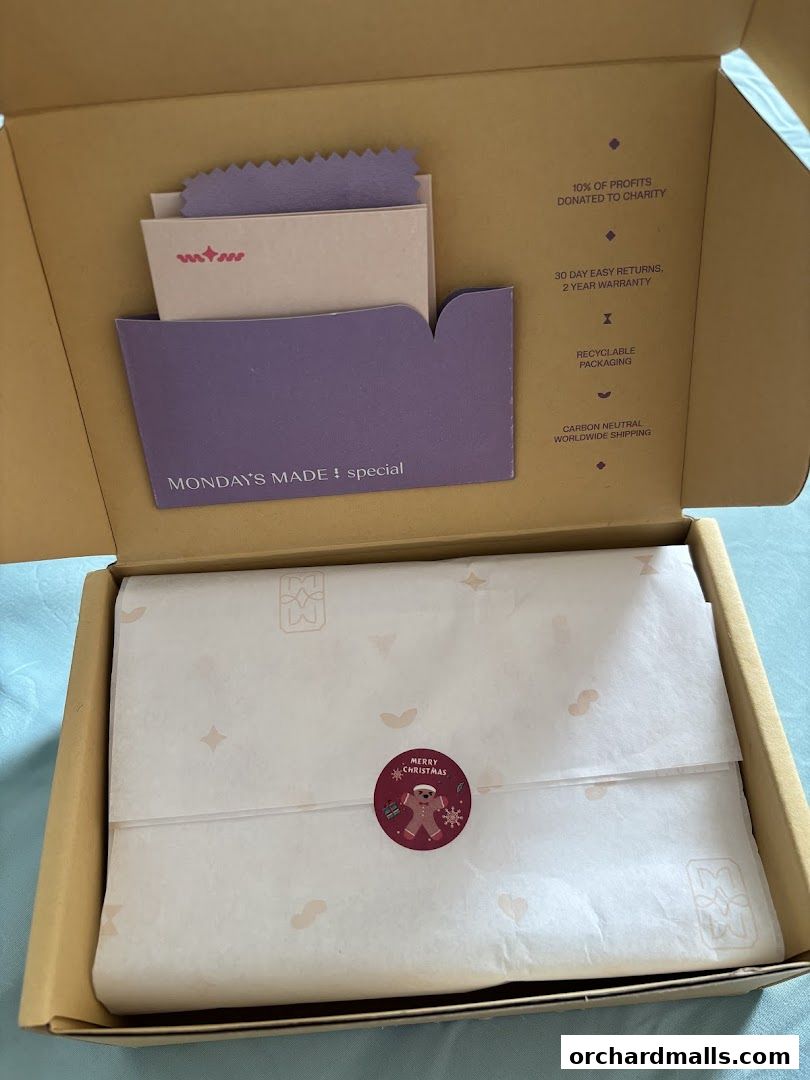 10% OF PROFITS
DONATED TO CHARITY
30 DAY EASY RETURNS,
2 YEAR WARRANTY
RECYCLABLE
PACKAGING
CARBON NEUTRAL
WORLDWIDE SHIPPING
MONDAYS MADE special
MERRY
CHRISTMAS
orchardmalls.com